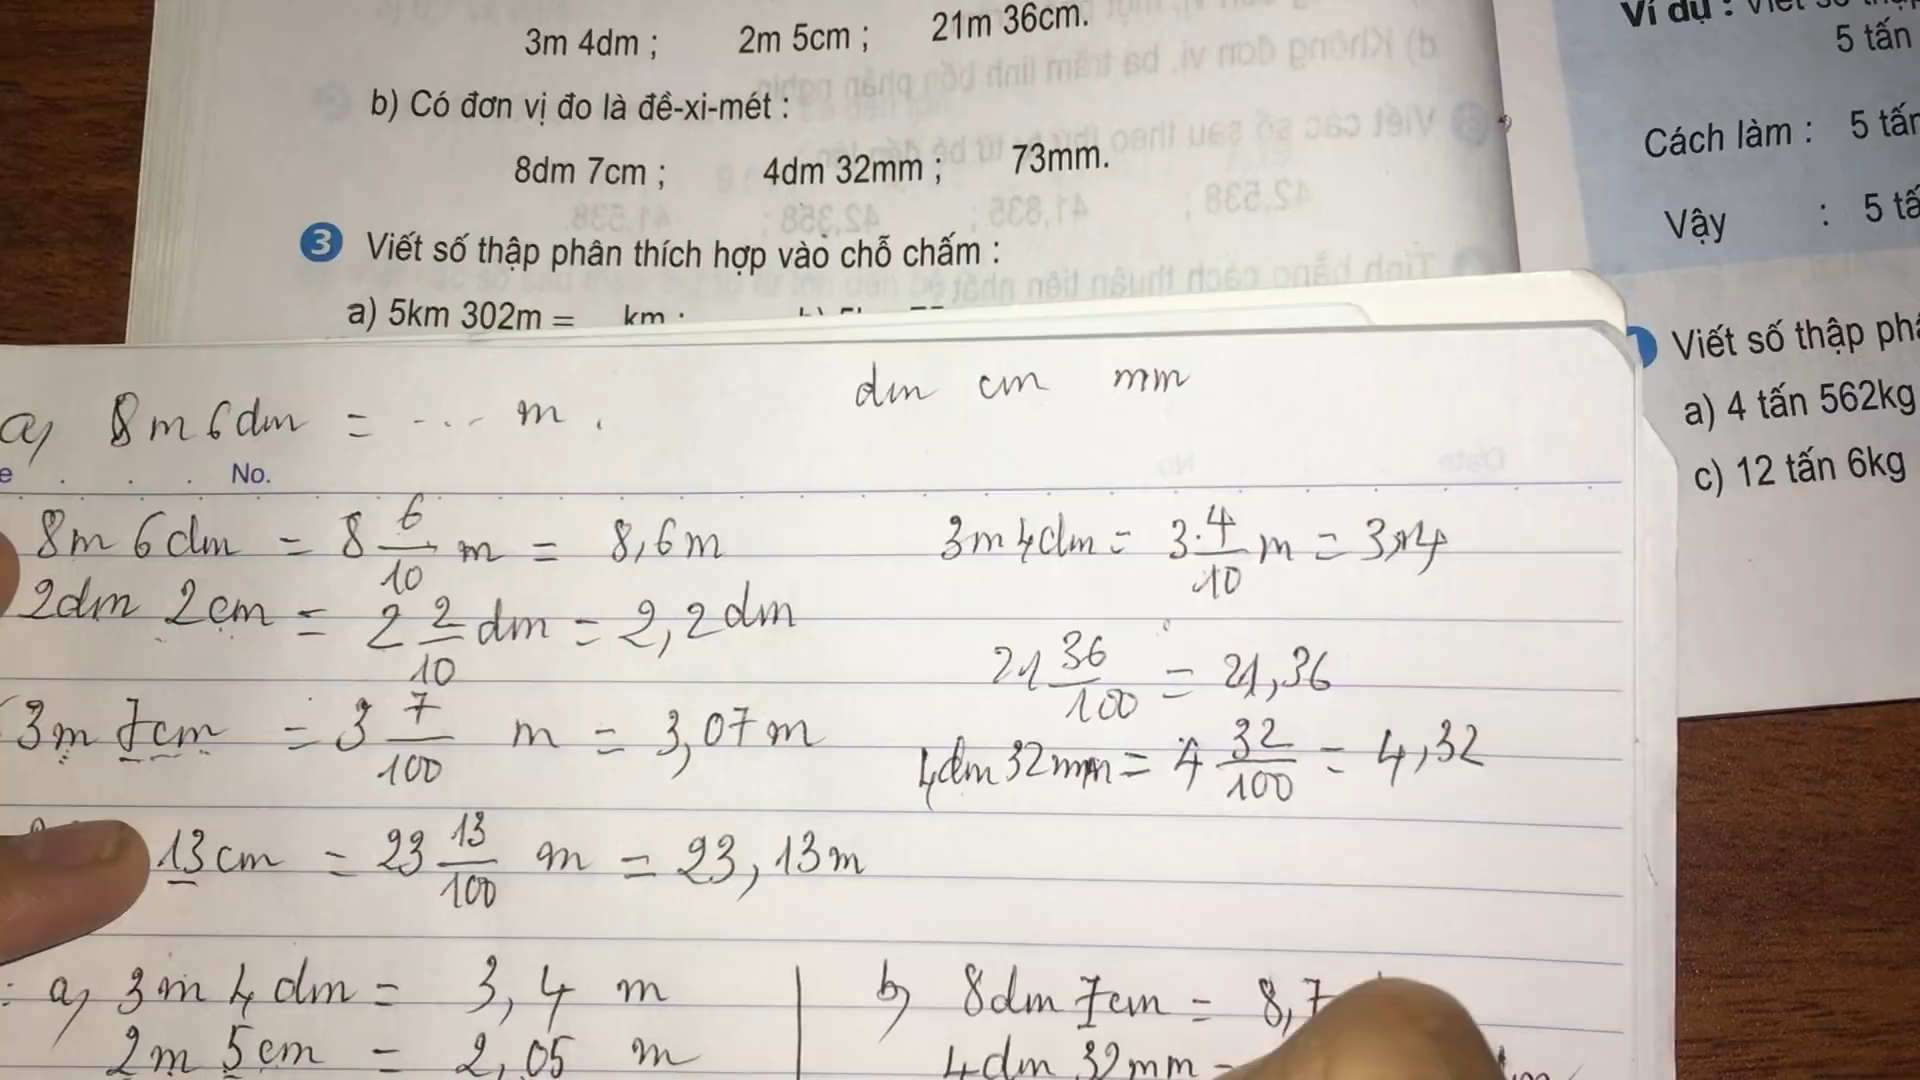 3m 4dm ; 2m 5cm ; 21m 36cm.
b) Có đơn vị đo là đề-xi-mét :
8dm 7cm ; 4dm 32mm ; 73mm.
3 Viết số thập phân thích hợp vào chỗ chấm :
a) 5km 302m = km ;
Ví dụ : Viết
5 tấn
Cách làm : 5 tấn
Vậy : 5
Viết số thập
a) 4 tấn 562kg
c) 12 tấn 6kg
dm cm mm
a) 8m 6dm = ... m.
No.
8m 6dm = 8 6/10 m = 8,6m
2dm 2cm = 2 2/10 dm = 2,2dm
3m 7cm = 3 7/100 m = 3,07m
13cm = 23 13/100 m = 23,13m
3m 4dm = 3 4/10 m = 3,4
21 36/100 = 21,36
4dm 32mm = 4 32/100 = 4,32
a) 3m 4dm = 3,4 m
2m 5cm = 2,05 m
b) 8dm 7cm = 8,7
4dm 32mm =